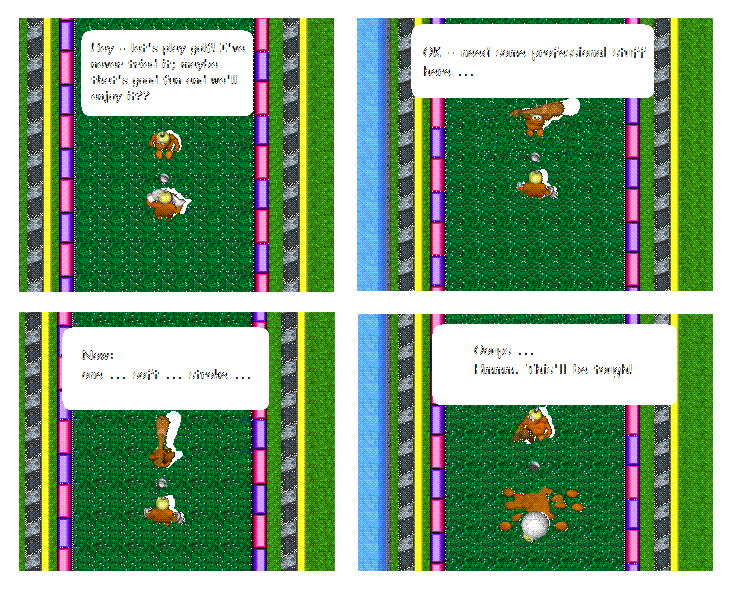 Hey - let's play golf! I've
never tried it; maybe
that's good fun and we'll
enjoy it??
OK - need some professional stuff
here ...
Now:
one ... soft ... stroke ...
Ooops ...
Hmmm. This'll be tough!